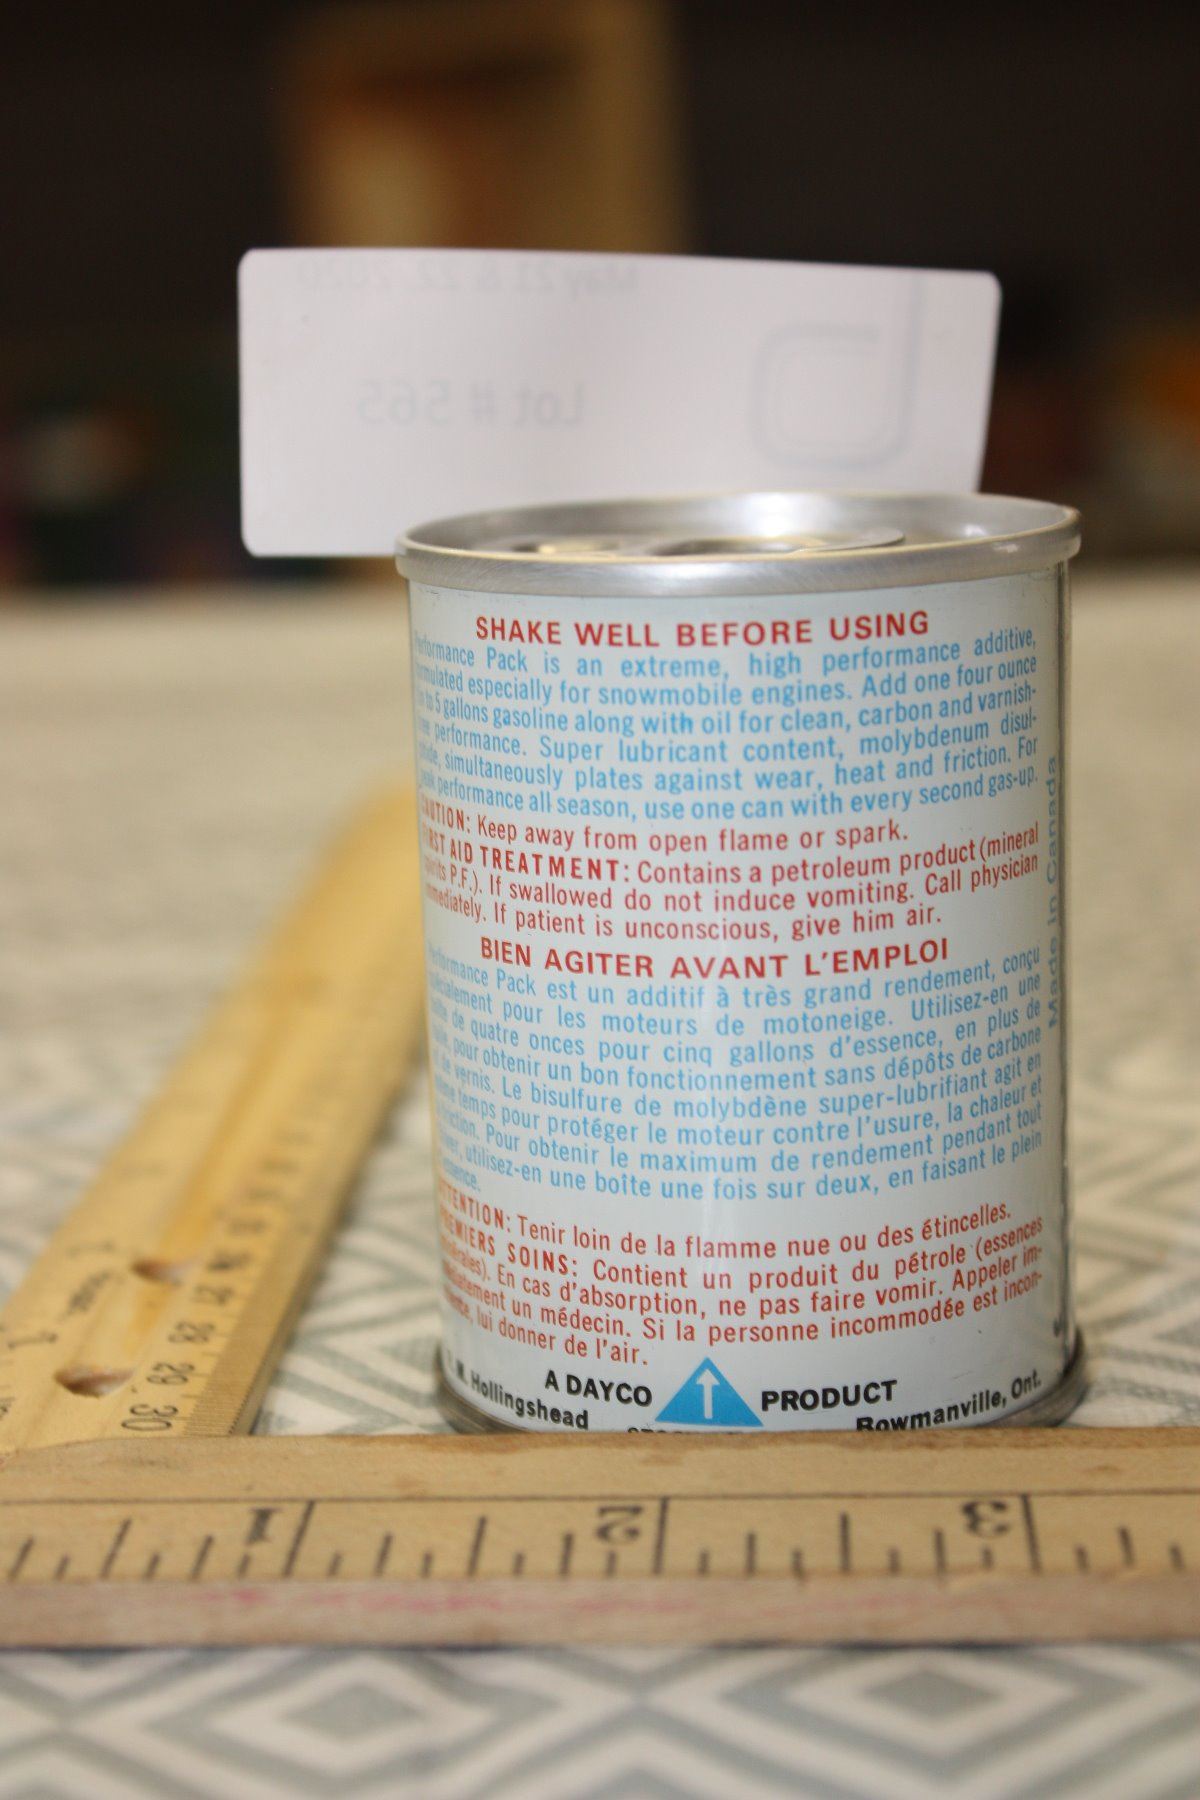 May 21 & 22, 2020
Lot # 565
SHAKE WELL BEFORE USING
Performance Pack is an extreme, high performance additive,
formulated especially for snowmobile engines. Add one four ounce
to 5 gallons gasoline along with oil for clean, carbon and varnish-
free performance. Super lubricant content, molybdenum disul-
phide, simultaneously plates against wear, heat and friction. For
peak performance all season, use one can with every second gas-up.
CAUTION: Keep away from open flame or spark.
FIRST AID TREATMENT: Contains a petroleum product (mineral
spirits P.F.). If swallowed do not induce vomiting. Call physician
immediately. If patient is unconscious, give him air.
BIEN AGITER AVANT L'EMPLOI
Performance Pack est un additif à très grand rendement, conçu
spécialement pour les moteurs de motoneige. Utilisez-en une
boîte de quatre onces pour cinq gallons d'essence, en plus de
pour obtenir un bon fonctionnement sans dépôts de carbone
de vernis. Le bisulfure de molybdène super-lubrifiant agit en
même temps pour protéger le moteur contre l'usure, la chaleur et
friction. Pour obtenir le maximum de rendement pendant tout
utilisez-en une boîte une fois sur deux, en faisant le plein
essence.
ATTENTION: Tenir loin de la flamme nue ou des étincelles.
PREMIERS SOINS: Contient un produit du pétrole (essences
minérales). En cas d'absorption, ne pas faire vomir. Appeler im-
médiatement un médecin. Si la personne incommodée est incon-
lui donner de l'air.
A DAYCO PRODUCT
M. Hollingshead Bowmanville, Ont.
Made in Canada
28
29
30
1
2
3